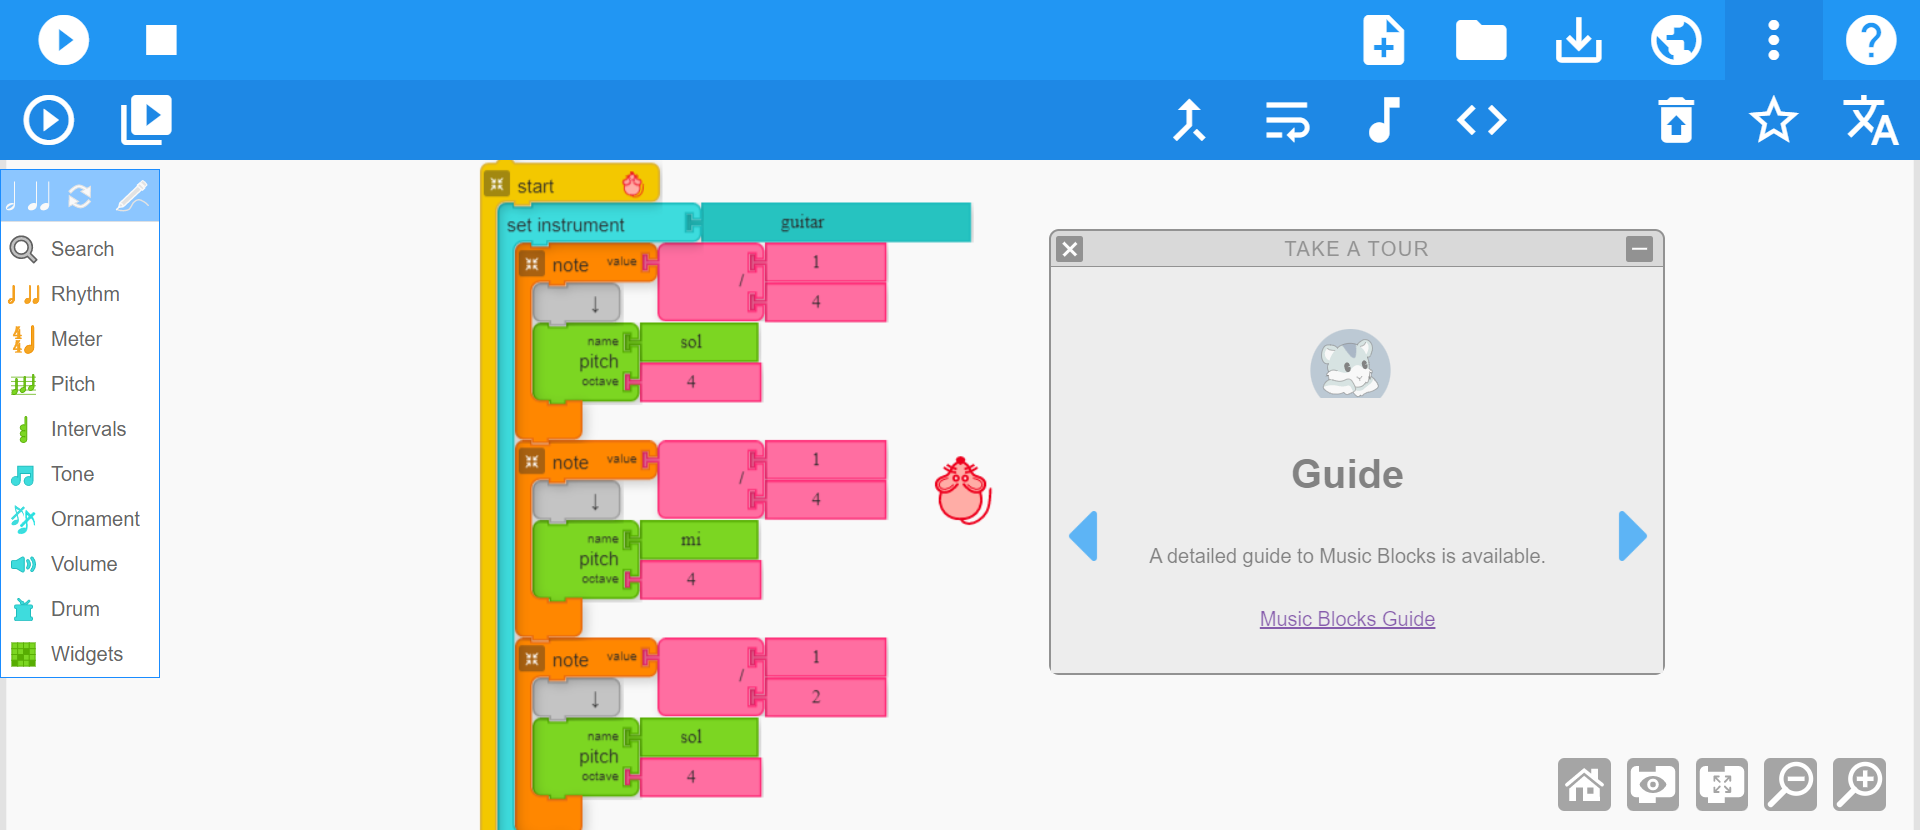 Search
Rhythm
4
4
Meter
Pitch
Intervals
Tone
Ornament
Volume
Drum
Widgets
start
set instrument guitar
note value / 1
4
↓
name sol
pitch
octave 4
note value / 1
4
↓
name mi
pitch
octave 4
note value / 1
2
↓
name sol
pitch
octave 4
TAKE A TOUR
Guide
A detailed guide to Music Blocks is available.
Music Blocks Guide